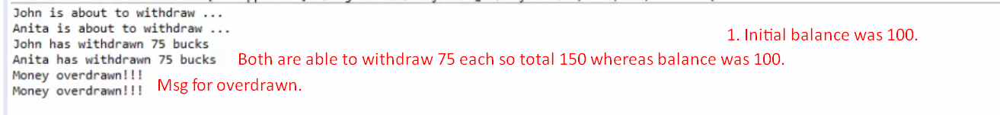 John is about to withdraw ...
Anita is about to withdraw ...
1. Initial balance was 100.
John has withdrawn 75 bucks
Anita has withdrawn 75 bucks
Both are able to withdraw 75 each so total 150 whereas balance was 100.
Money overdrawn!!!
Money overdrawn!!!
Msg for overdrawn.